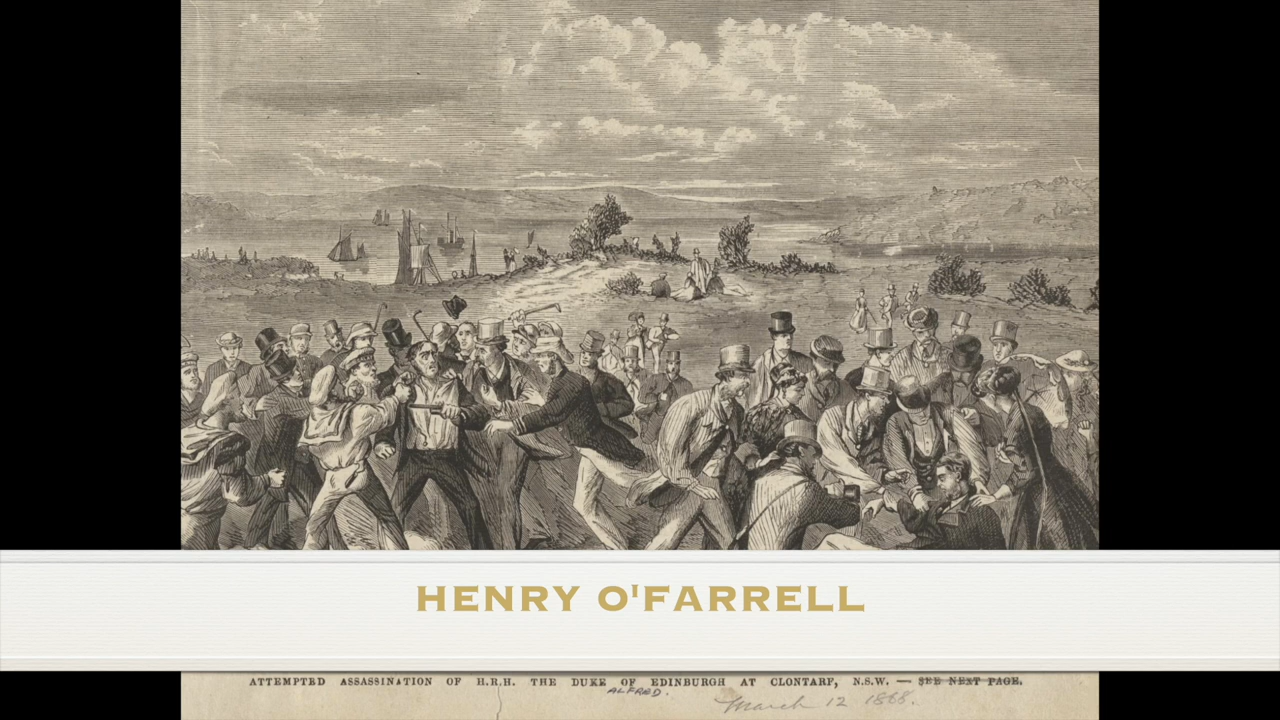 HENRY O'FARRELL
ATTEMPTED ASSASSINATION OF H.R.H. THE DUKE OF EDINBURGH AT CLONTARF, N.S.W. — SEE NEXT PAGE.
ALFRED.
March 12 1868.